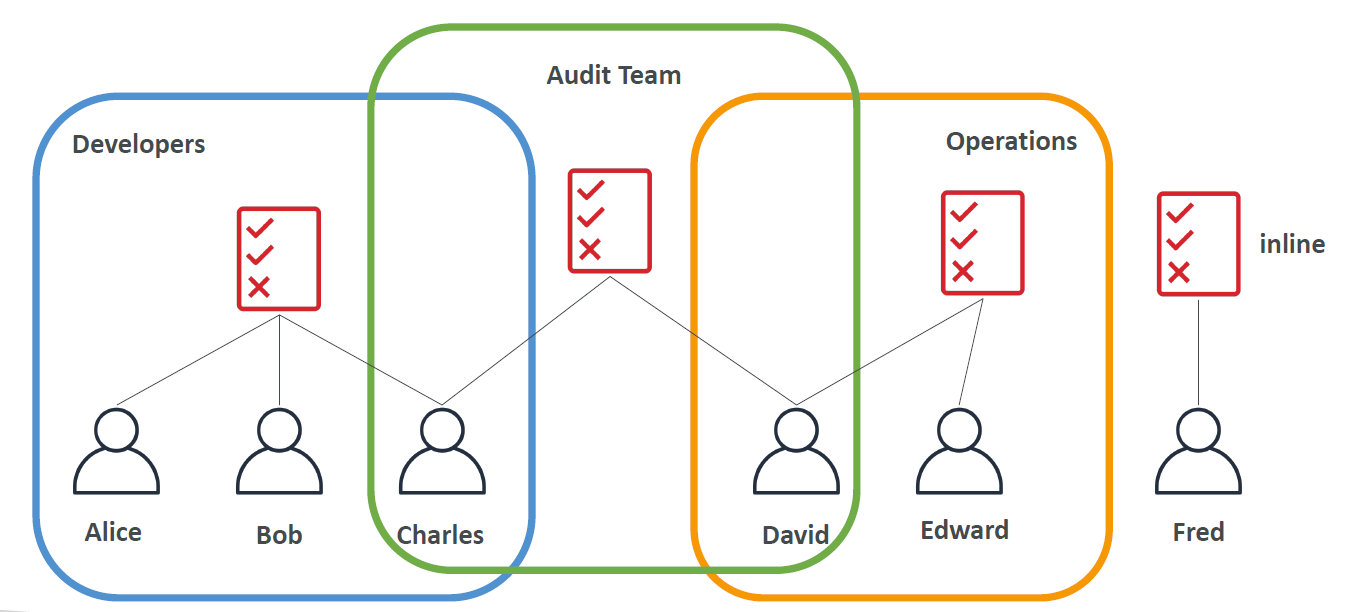 Audit Team
Developers
Operations
inline
Alice
Bob
Charles
David
Edward
Fred